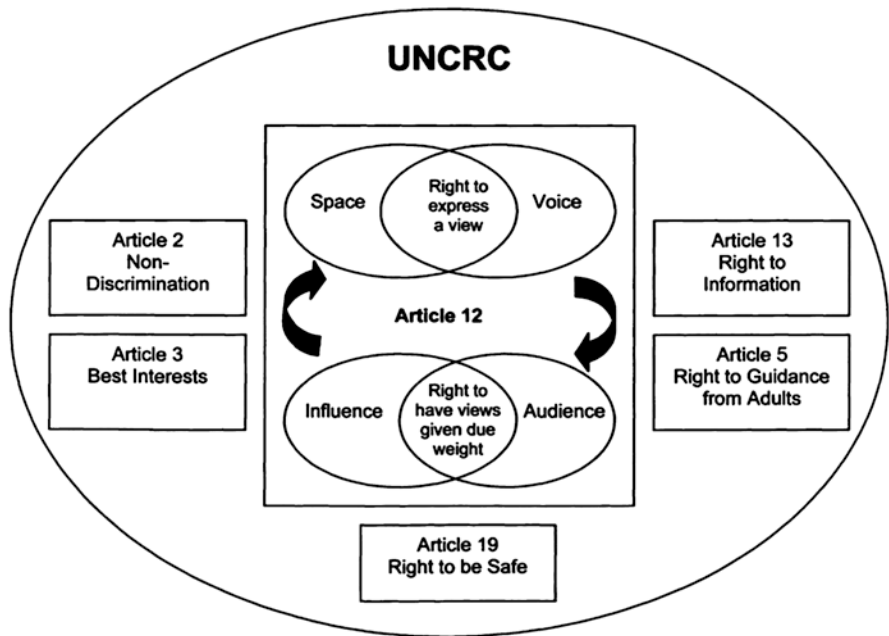 UNCRC
Space
Right to
express
a view
Voice
Article 2
Non-
Discrimination
Article 13
Right to
Information
Article 12
Article 3
Best Interests
Article 5
Right to Guidance
from Adults
Influence
Right to
have views
given due
weight
Audience
Article 19
Right to be Safe